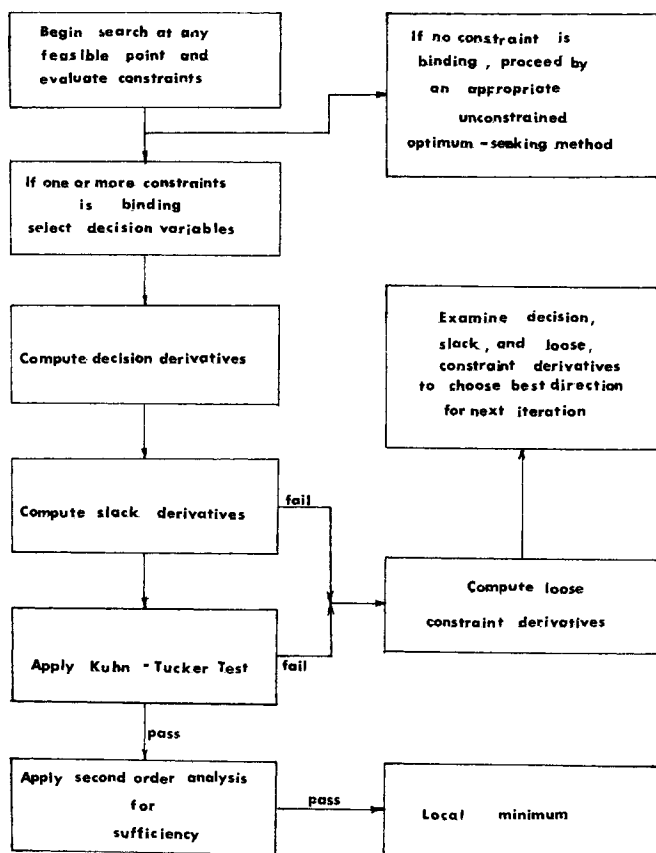 Begin search at any
feasible point and
evaluate constraints
If no constraint is
binding, proceed by
an appropriate
unconstrained
optimum-seeking method
If one or more constraints
is binding
select decision variables
Compute decision derivatives
Examine decision,
slack, and loose,
constraint derivatives
to choose best direction
for next iteration
Compute slack derivatives
fail
Compute loose
constraint derivatives
Apply Kuhn-Tucker Test
fail
pass
Apply second order analysis
for
sufficiency
pass
Local minimum